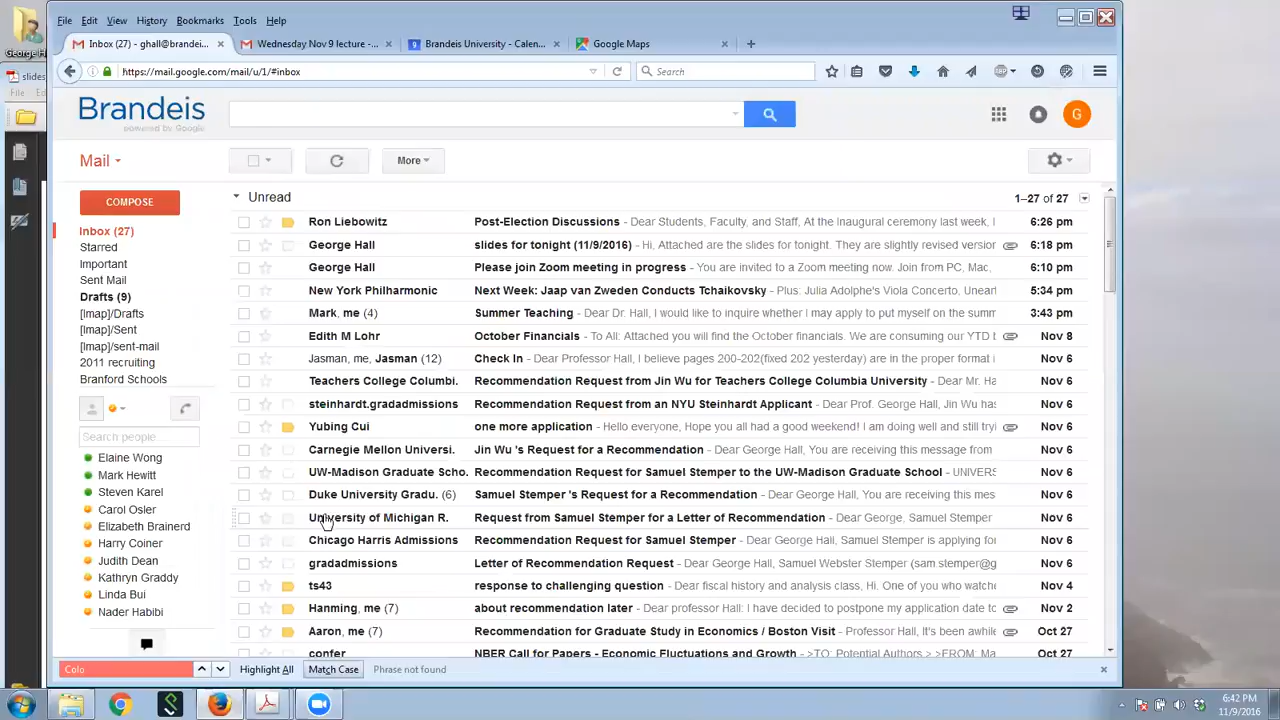 George H
slides
File
File Edit View History Bookmarks Tools Help
Inbox (27) - ghall@brandei...
Wednesday Nov 9 lecture - ...
Brandeis University - Calen...
Google Maps
https://mail.google.com/mail/u/1/#inbox
Search
ABP
Brandeis
powered by Google
G
Mail
More
COMPOSE
Inbox (27)
Starred
Important
Sent Mail
Drafts (9)
[Imap]/Drafts
[Imap]/Sent
[Imap]/sent-mail
2011 recruiting
Branford Schools
Search people
Elaine Wong
Mark Hewitt
Steven Karel
Carol Osler
Elizabeth Brainerd
Harry Coiner
Judith Dean
Kathryn Graddy
Linda Bui
Nader Habibi
Unread 1–27 of 27
Ron Liebowitz Post-Election Discussions - Dear Students, Faculty, and Staff, At the Inaugural ceremony last week, I 6:26 pm
George Hall slides for tonight (11/9/2016) - Hi, Attached are the slides for tonight. They are slightly revised version 6:18 pm
George Hall Please join Zoom meeting in progress - You are invited to a Zoom meeting now. Join from PC, Mac, 6:10 pm
New York Philharmonic Next Week: Jaap van Zweden Conducts Tchaikovsky - Plus: Julia Adolphe's Viola Concerto, Uneart 5:34 pm
Mark, me (4) Summer Teaching - Dear Dr. Hall, I would like to inquire whether I may apply to put myself on the summ 3:43 pm
Edith M Lohr October Financials - To All: Attached you will find the October financials. We are consuming our YTD b Nov 8
Jasman, me, Jasman (12) Check In - Dear Professor Hall, I believe pages 200-202(fixed 202 yesterday) are in the proper format i Nov 6
Teachers College Columbi. Recommendation Request from Jin Wu for Teachers College Columbia University - Dear Mr. Ha Nov 6
steinhardt.gradadmissions Recommendation Request from an NYU Steinhardt Applicant - Dear Prof. George Hall, Jin Wu has Nov 6
Yubing Cui one more application - Hello everyone, Hope you all had a good weekend! I am doing well and still tryi Nov 6
Carnegie Mellon Universi. Jin Wu 's Request for a Recommendation - Dear George Hall, You are receiving this message from Nov 6
UW-Madison Graduate Scho. Recommendation Request for Samuel Stemper to the UW-Madison Graduate School - UNIVERS Nov 6
Duke University Gradu. (6) Samuel Stemper 's Request for a Recommendation - Dear George Hall, You are receiving this mes Nov 6
University of Michigan R. Request from Samuel Stemper for a Letter of Recommendation - Dear George, Samuel Stemper Nov 6
Chicago Harris Admissions Recommendation Request for Samuel Stemper - Dear George Hall, Samuel Stemper is applying for Nov 6
gradadmissions Letter of Recommendation Request - Dear George Hall, Samuel Webster Stemper (sam.stemper@g Nov 6
ts43 response to challenging question - Dear fiscal history and analysis class, Hi. One of you who watche Nov 4
Hanming, me (7) about recommendation later - Dear professor Hall: I have decided to postpone my application date to Nov 2
Aaron, me (7) Recommendation for Graduate Study in Economics / Boston Visit - Professor Hall, It's been awhile Oct 27
confer NBER Call for Papers - Economic Fluctuations and Growth - >TO: Potential Authors > >FROM: Ma Oct 27
Colo Highlight All Match Case Phrase not found
6:42 PM
11/9/2016